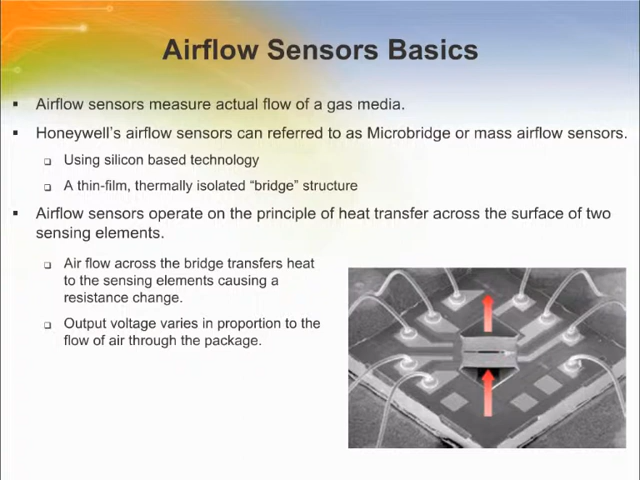 Airflow Sensors Basics
Airflow sensors measure actual flow of a gas media.
Honeywell's airflow sensors can referred to as Microbridge or mass airflow sensors.
Using silicon based technology
A thin-film, thermally isolated “bridge” structure
Airflow sensors operate on the principle of heat transfer across the surface of two
sensing elements.
Air flow across the bridge transfers heat
to the sensing elements causing a
resistance change.
Output voltage varies in proportion to the
flow of air through the package.